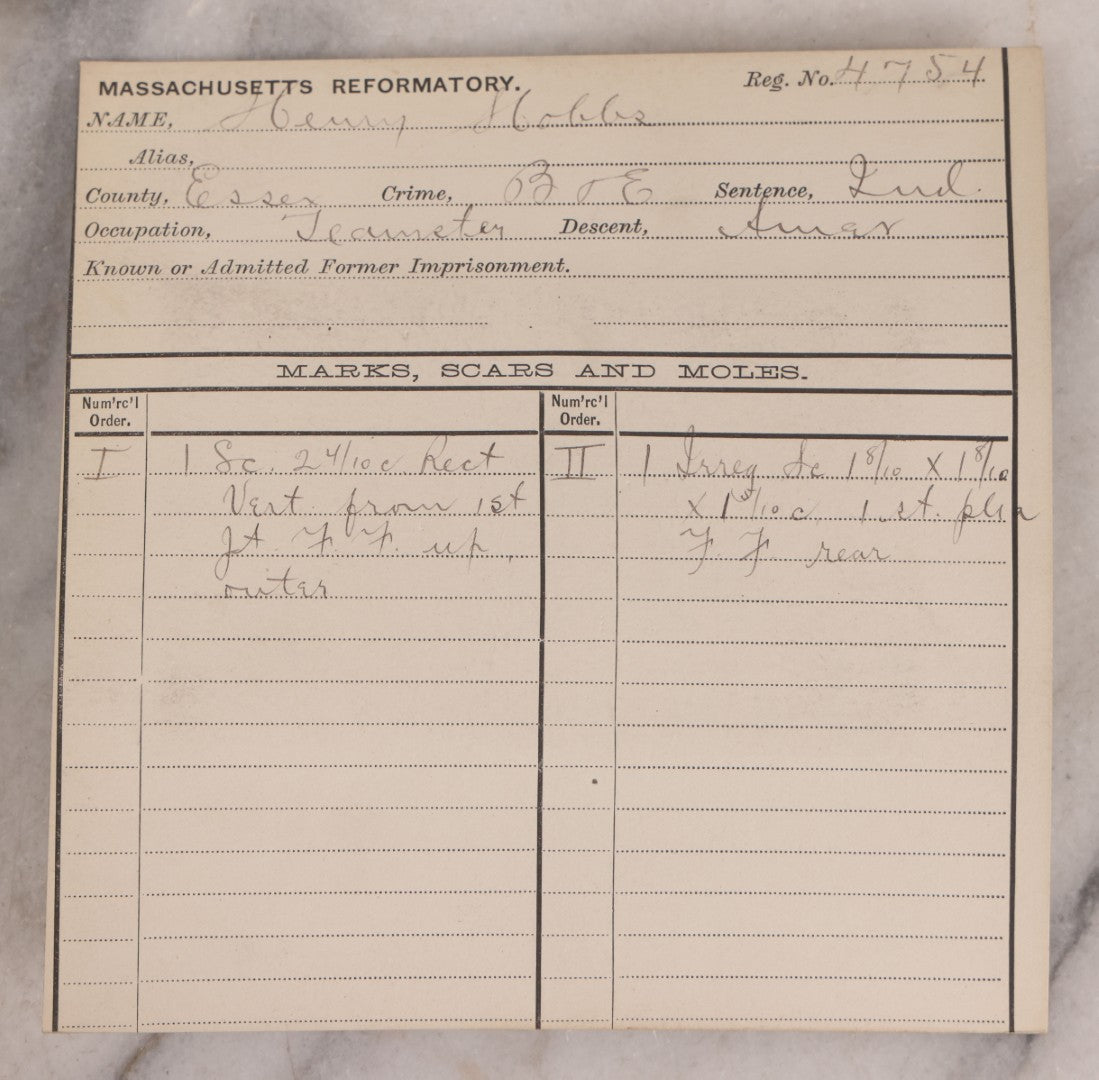 MASSACHUSETTS REFORMATORY. Reg. No. 4754
NAME, Henry Hobbs
Alias,
County, Essex Crime, B & E Sentence, Ind.
Occupation, Teamster Descent, Amer
Known or Admitted Former Imprisonment.
MARKS, SCARS AND MOLES.
Num'rc'l Order. Num'rc'l Order.
I 1 Sc. 2 4/10 c Rect
Vert. from 1st
Jt. F. F. up,
outer
II 1 Irreg Sc 1 8/10 X 1 8/10
x 1 5/10 c. 1.st. pha
F. F. rear